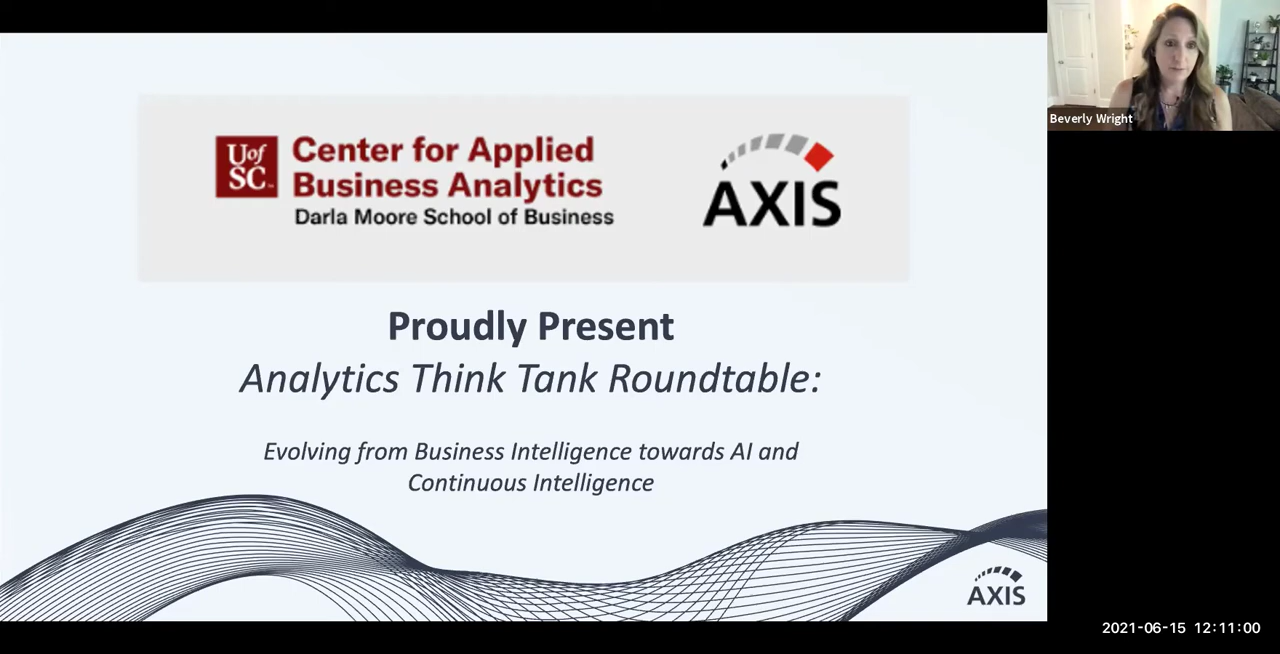 UofSC
Center for Applied
Business Analytics
Darla Moore School of Business
AXIS
Beverly Wright
Proudly Present
Analytics Think Tank Roundtable:
Evolving from Business Intelligence towards AI and
Continuous Intelligence
AXIS
2021-06-15 12:11:00